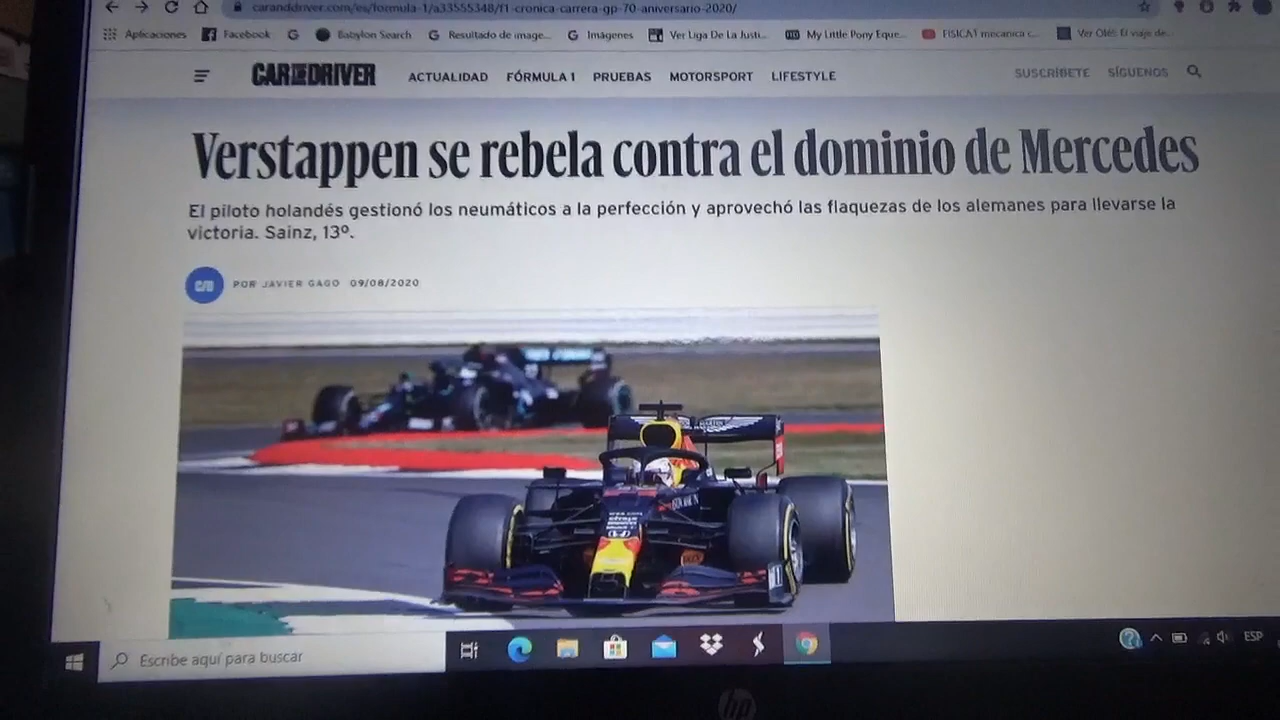 caranddriver.com/es/formula-1/a33555348/f1-cronica-carrera-gp-70-aniversario-2020/
Aplicaciones Facebook Babylon Search Resultado de image... Imágenes Ver Liga De La Justi... My Little Pony Eque... FISICA1 mecanica c... Ver Olé! El viaje de...
CAR AND DRIVER ACTUALIDAD FÓRMULA 1 PRUEBAS MOTORSPORT LIFESTYLE SUSCRÍBETE SÍGUENOS
Verstappen se rebela contra el dominio de Mercedes
El piloto holandés gestionó los neumáticos a la perfección y aprovechó las flaquezas de los alemanes para llevarse la
victoria. Sainz, 13º.
C/D POR JAVIER GAGO 09/08/2020
Escribe aquí para buscar
ESP
hp